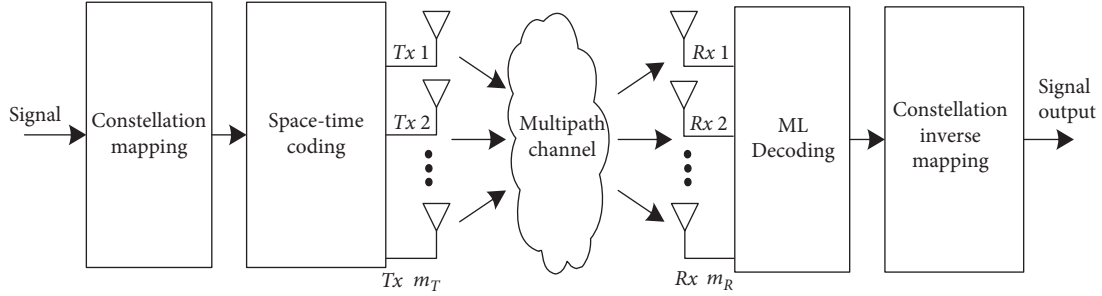 Signal
Constellation
mapping
Space-time
coding
Tx 1
Tx 2
Tx m_T
Multipath
channel
Rx 1
Rx 2
Rx m_R
ML
Decoding
Constellation
inverse
mapping
Signal
output